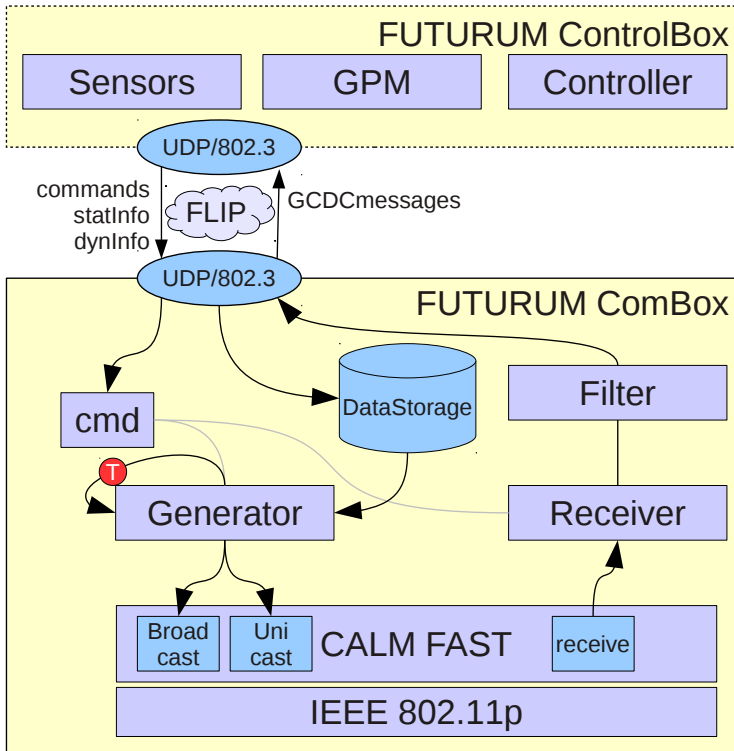 FUTURUM ControlBox
Sensors
GPM
Controller
UDP/802.3
commands
statInfo
dynInfo
FLIP
GCDCmessages
UDP/802.3
FUTURUM ComBox
cmd
DataStorage
Filter
T
Generator
Receiver
Broad
cast
Uni
cast
CALM FAST
receive
IEEE 802.11p